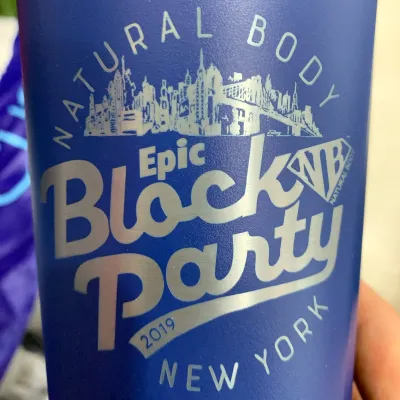 NATURAL BODY
Epic
Block
NB
Party
2019
NEW YORK